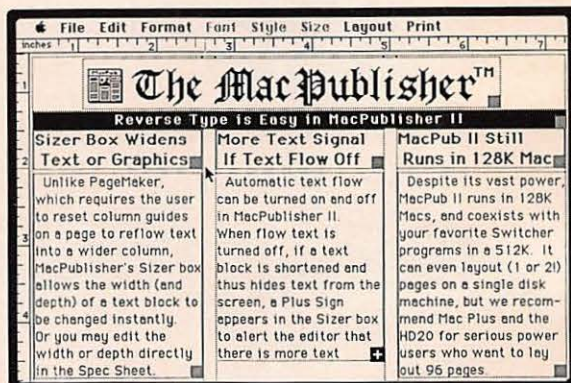 File Edit Format Font Style Size Layout Print
inches 1 2 3 4 5 6 7
The MacPublisher™
Reverse Type is Easy in MacPublisher II
Sizer Box Widens
Text or Graphics
Unlike PageMaker,
which requires the user
to reset column guides
on a page to reflow text
into a wider column,
MacPublisher's Sizer box
allows the width (and
depth) of a text block to
be changed instantly.
Or you may edit the
width or depth directly
in the Spec Sheet.
More Text Signal
If Text Flow Off
Automatic text flow
can be turned on and off
in MacPublisher II.
When flow text is
turned off, if a text
block is shortened and
thus hides text from the
screen, a Plus Sign
appears in the Sizer box
to alert the editor that
there is more text
MacPub II Still
Runs in 128K Mac
Despite its vast power,
MacPub II runs in 128K
Macs, and coexists with
your favorite Switcher
programs in a 512K. It
can even layout (1 or 2!)
pages on a single disk
machine, but we recom-
mend Mac Plus and the
HD20 for serious power
users who want to lay
out 96 pages.
1
2
3
4